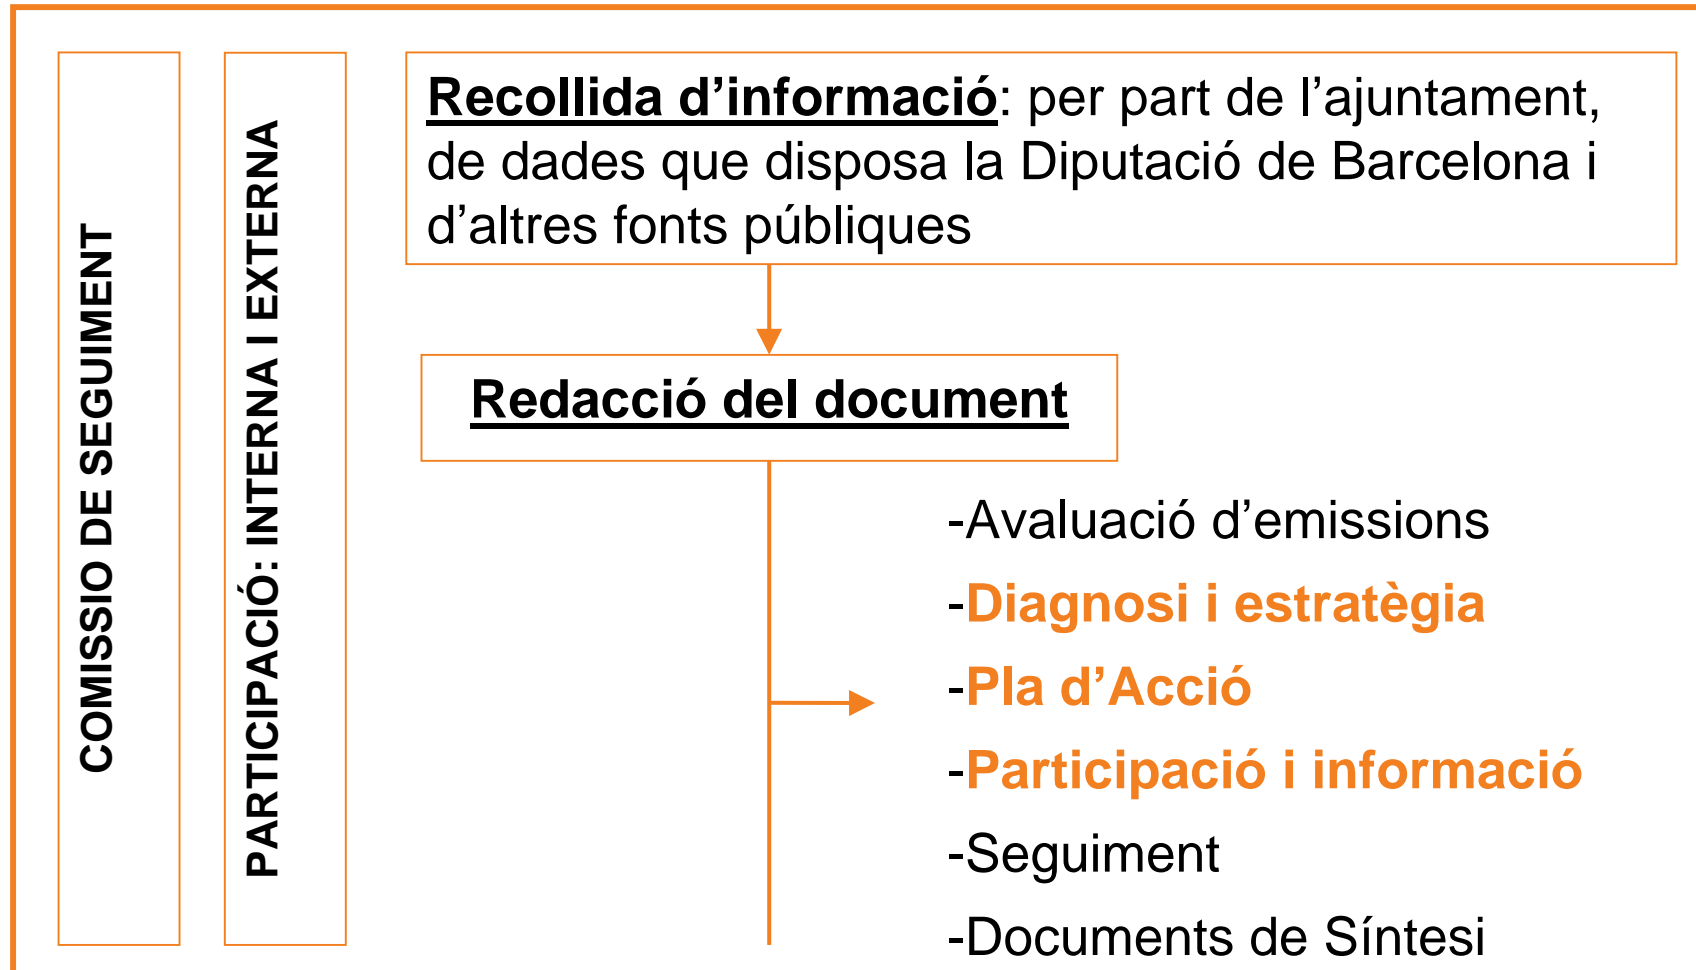 COMISSIO DE SEGUIMENT
PARTICIPACIÓ: INTERNA I EXTERNA
Recollida d’informació: per part de l’ajuntament,
de dades que disposa la Diputació de Barcelona i
d’altres fonts públiques
Redacció del document
-Avaluació d’emissions
-Diagnosi i estratègia
-Pla d’Acció
-Participació i informació
-Seguiment
-Documents de Síntesi